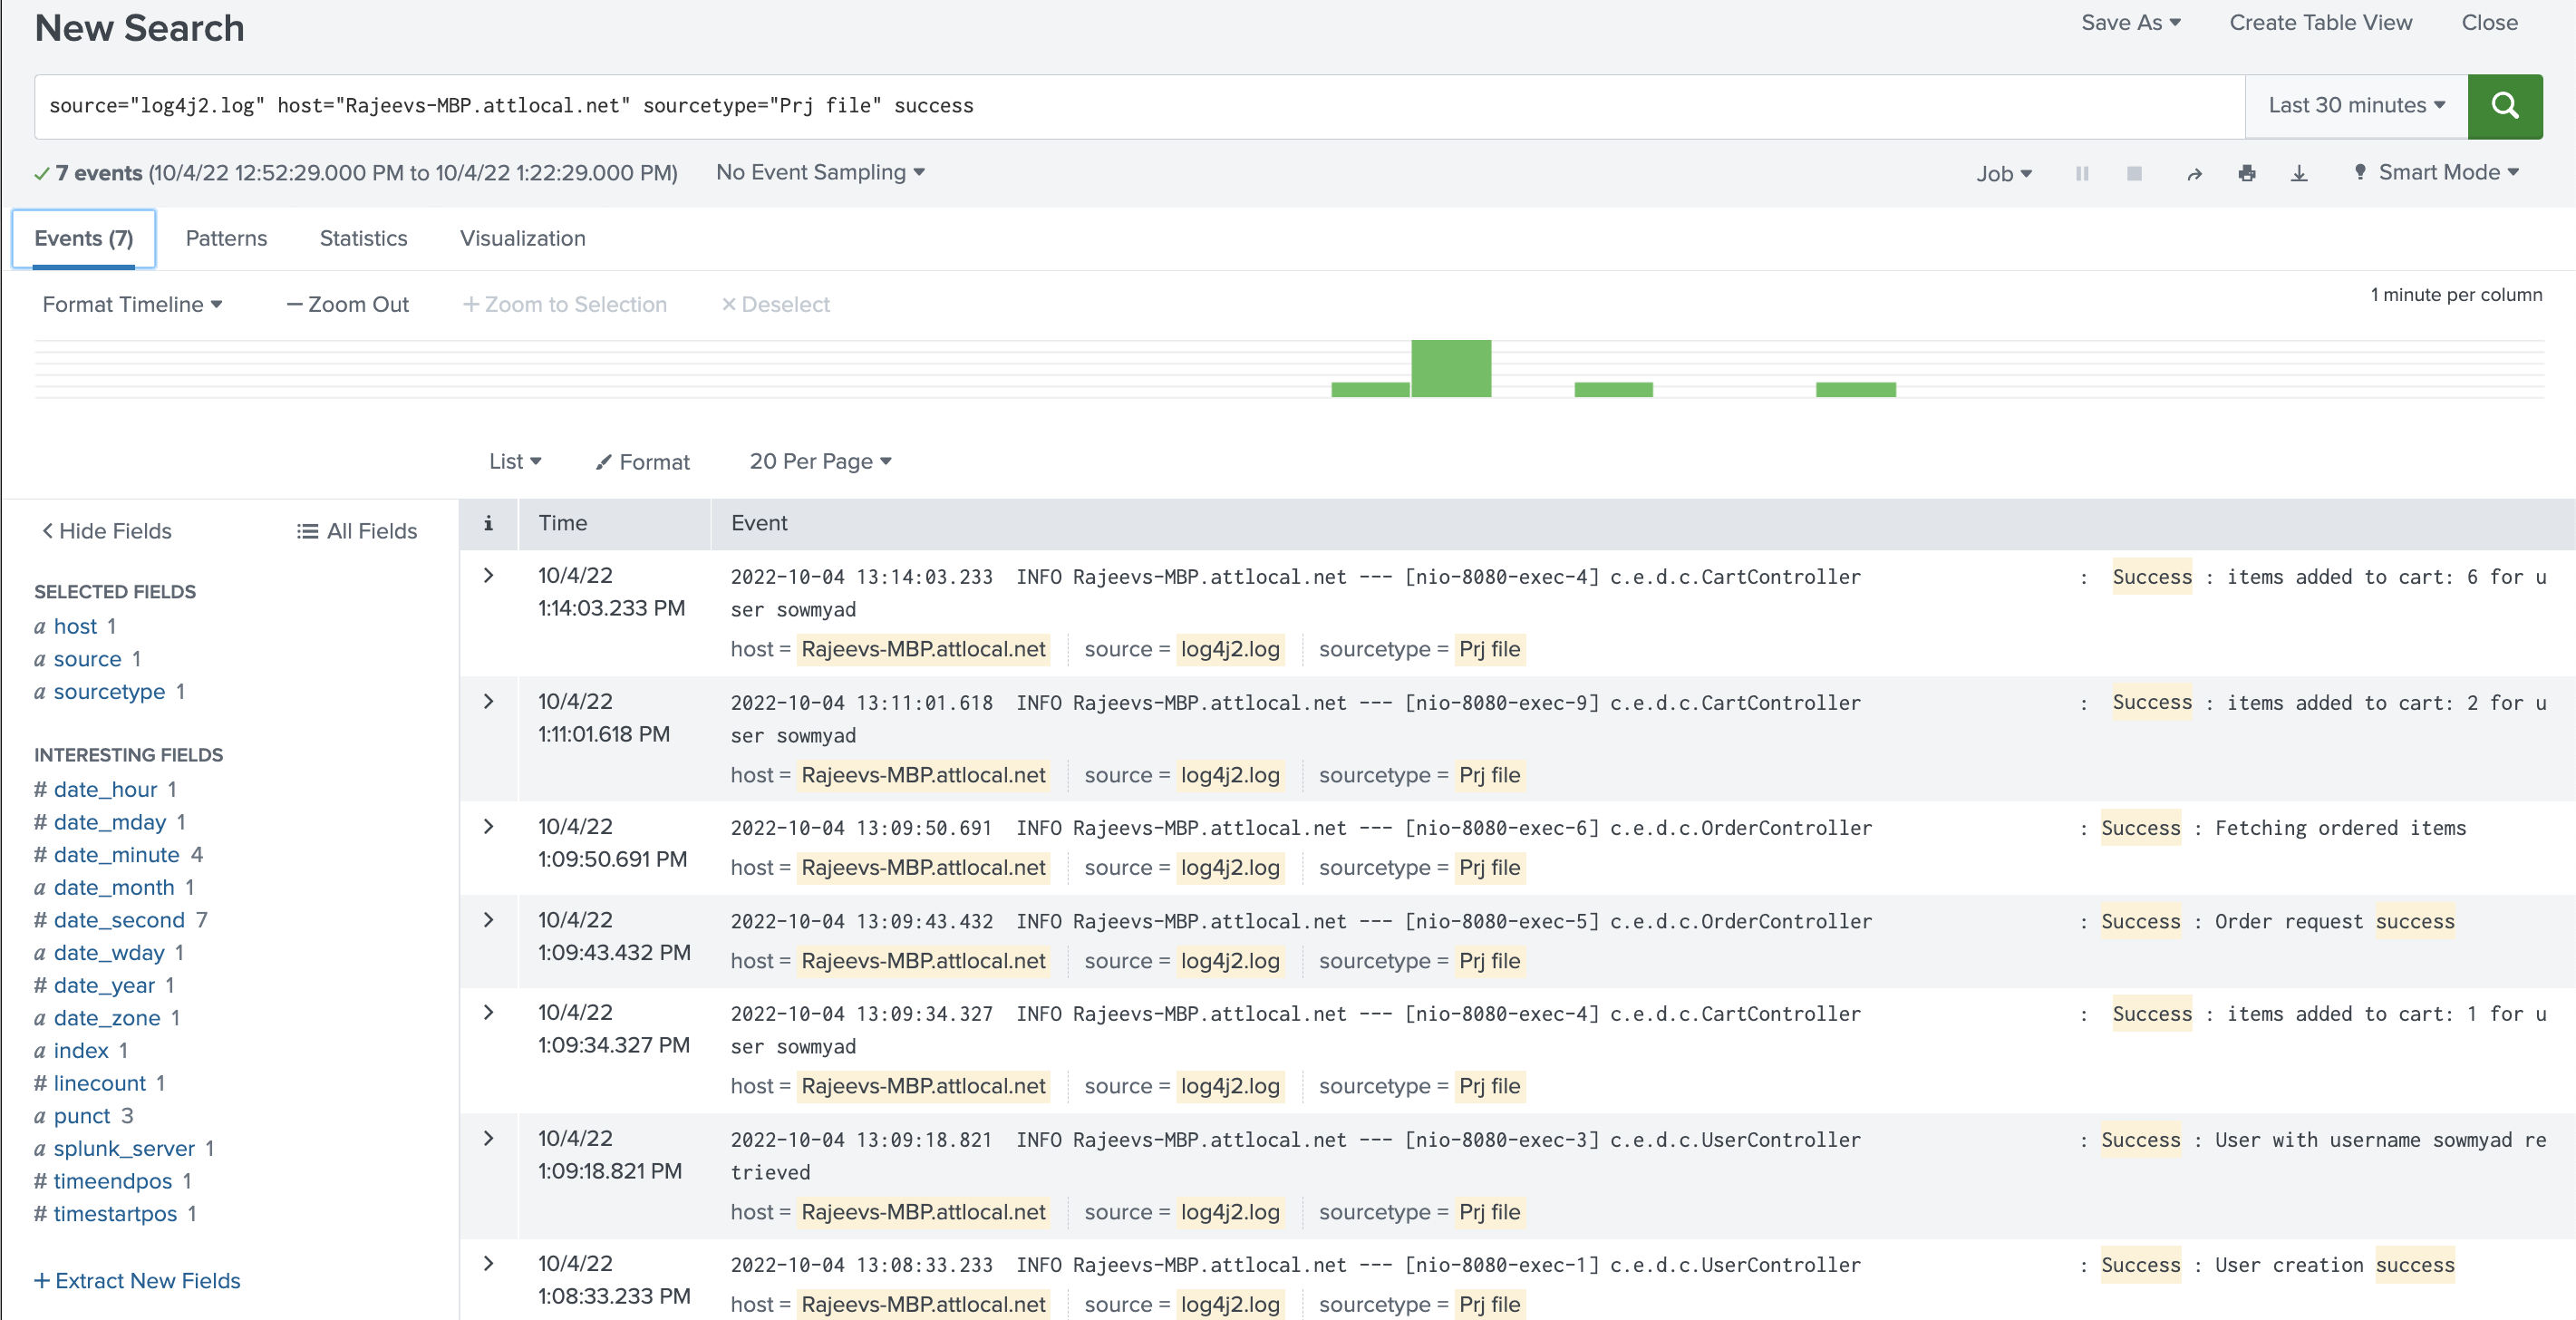 New Search
Save As
Create Table View
Close
source="log4j2.log" host="Rajeevs-MBP.attlocal.net" sourcetype="Prj file" success
Last 30 minutes
7 events (10/4/22 12:52:29.000 PM to 10/4/22 1:22:29.000 PM)
No Event Sampling
Job
Smart Mode
Events (7)
Patterns
Statistics
Visualization
Format Timeline
— Zoom Out
+ Zoom to Selection
× Deselect
1 minute per column
List
Format
20 Per Page
< Hide Fields
All Fields
SELECTED FIELDS
a host 1
a source 1
a sourcetype 1
INTERESTING FIELDS
# date_hour 1
# date_mday 1
# date_minute 4
a date_month 1
# date_second 7
a date_wday 1
# date_year 1
a date_zone 1
a index 1
# linecount 1
a punct 3
a splunk_server 1
# timeendpos 1
# timestartpos 1
+ Extract New Fields
i
Time
Event
10/4/22
1:14:03.233 PM
2022-10-04 13:14:03.233  INFO Rajeevs-MBP.attlocal.net --- [nio-8080-exec-4] c.e.d.c.CartController : Success : items added to cart: 6 for u
ser sowmyad
host = Rajeevs-MBP.attlocal.net source = log4j2.log sourcetype = Prj file
10/4/22
1:11:01.618 PM
2022-10-04 13:11:01.618  INFO Rajeevs-MBP.attlocal.net --- [nio-8080-exec-9] c.e.d.c.CartController : Success : items added to cart: 2 for u
ser sowmyad
host = Rajeevs-MBP.attlocal.net source = log4j2.log sourcetype = Prj file
10/4/22
1:09:50.691 PM
2022-10-04 13:09:50.691  INFO Rajeevs-MBP.attlocal.net --- [nio-8080-exec-6] c.e.d.c.OrderController : Success : Fetching ordered items
host = Rajeevs-MBP.attlocal.net source = log4j2.log sourcetype = Prj file
10/4/22
1:09:43.432 PM
2022-10-04 13:09:43.432  INFO Rajeevs-MBP.attlocal.net --- [nio-8080-exec-5] c.e.d.c.OrderController : Success : Order request success
host = Rajeevs-MBP.attlocal.net source = log4j2.log sourcetype = Prj file
10/4/22
1:09:34.327 PM
2022-10-04 13:09:34.327  INFO Rajeevs-MBP.attlocal.net --- [nio-8080-exec-4] c.e.d.c.CartController : Success : items added to cart: 1 for u
ser sowmyad
host = Rajeevs-MBP.attlocal.net source = log4j2.log sourcetype = Prj file
10/4/22
1:09:18.821 PM
2022-10-04 13:09:18.821  INFO Rajeevs-MBP.attlocal.net --- [nio-8080-exec-3] c.e.d.c.UserController : Success : User with username sowmyad re
trieved
host = Rajeevs-MBP.attlocal.net source = log4j2.log sourcetype = Prj file
10/4/22
1:08:33.233 PM
2022-10-04 13:08:33.233  INFO Rajeevs-MBP.attlocal.net --- [nio-8080-exec-1] c.e.d.c.UserController : Success : User creation success
host = Rajeevs-MBP.attlocal.net source = log4j2.log sourcetype = Prj file